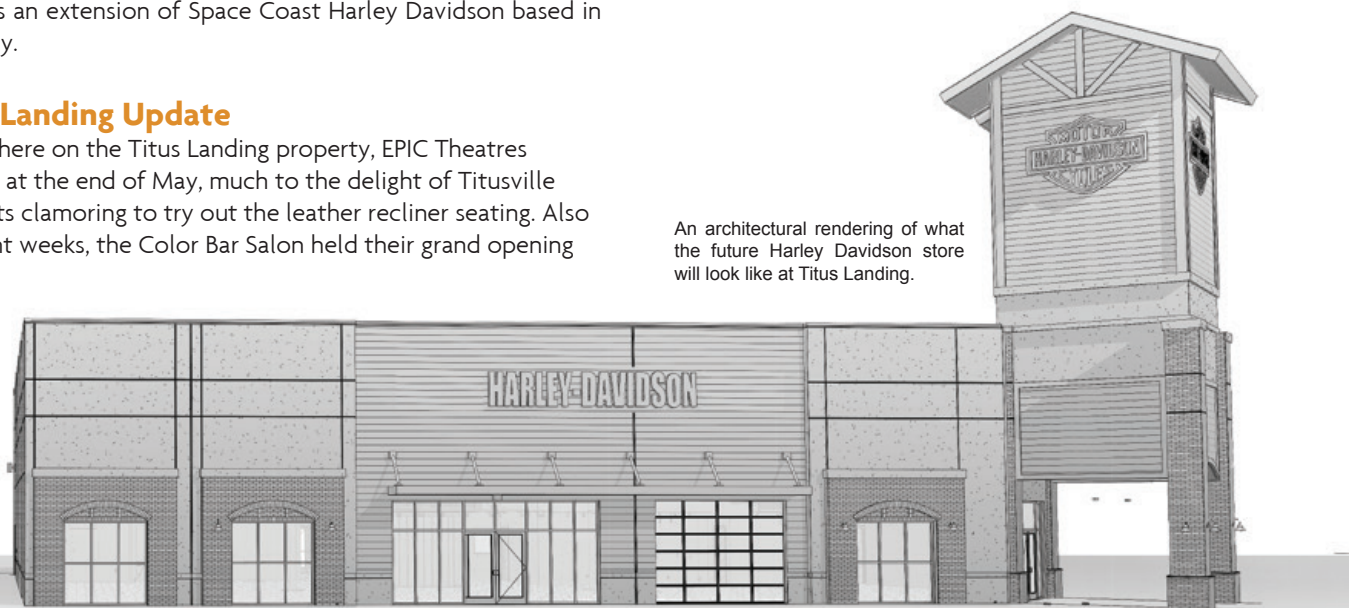 s an extension of Space Coast Harley Davidson based in
y.
Landing Update
here on the Titus Landing property, EPIC Theatres
at the end of May, much to the delight of Titusville
ts clamoring to try out the leather recliner seating. Also
nt weeks, the Color Bar Salon held their grand opening
An architectural rendering of what
the future Harley Davidson store
will look like at Titus Landing.
MOTOR
HARLEY-DAVIDSON
CYCLES
HARLEY-DAVIDSON